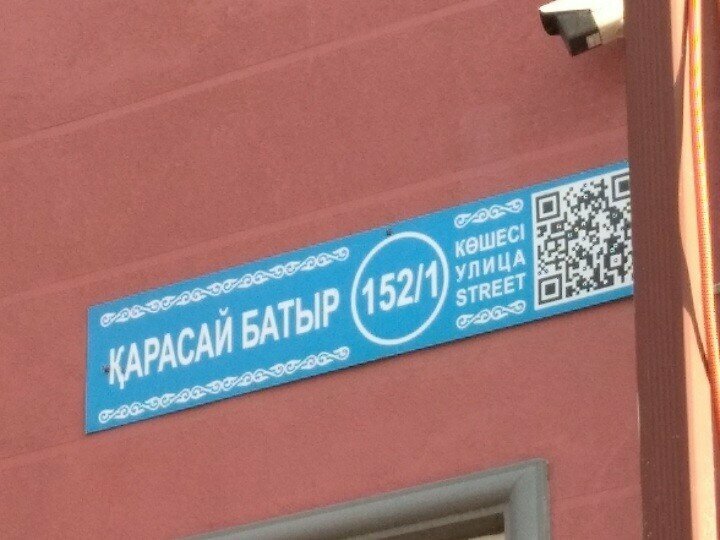 ҚАРАСАЙ БАТЫР
152/1
КӨШЕСІ
УЛИЦА
STREET